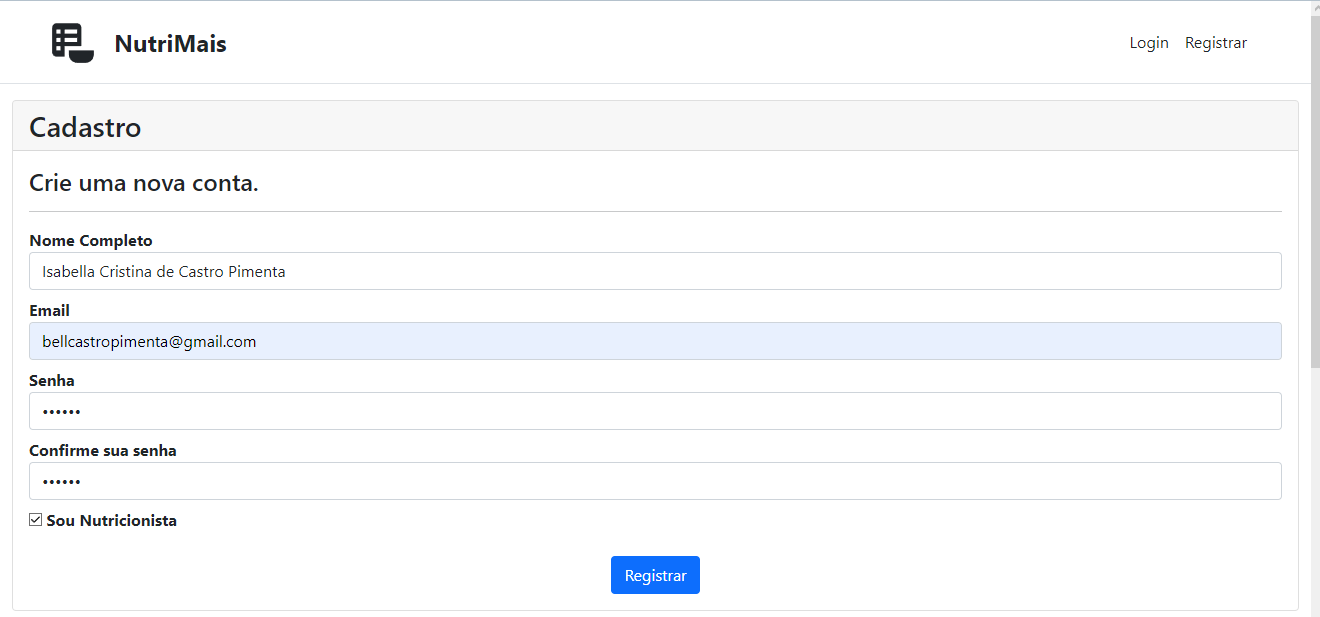 NutriMais
Login Registrar
Cadastro
Crie uma nova conta.
Nome Completo
Isabella Cristina de Castro Pimenta
Email
bellcastropimenta@gmail.com
Senha
••••••
Confirme sua senha
••••••
Sou Nutricionista
Registrar